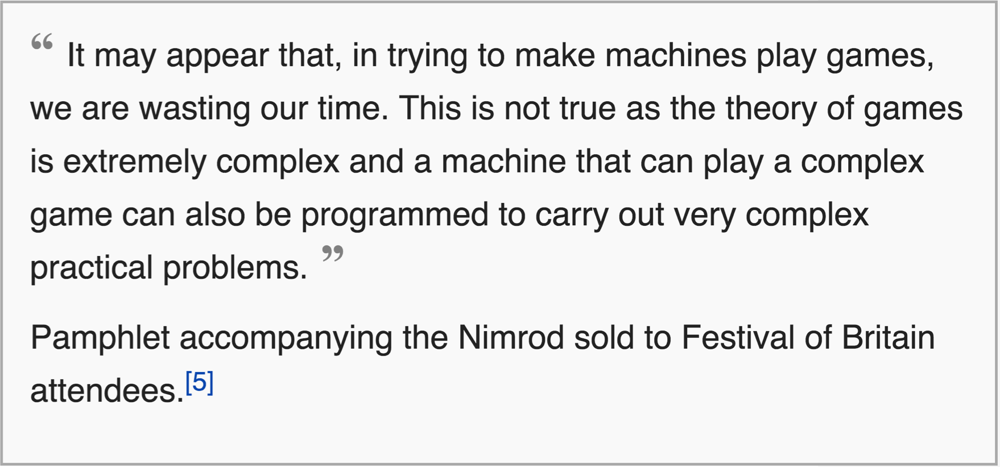 “ It may appear that, in trying to make machines play games,
we are wasting our time. This is not true as the theory of games
is extremely complex and a machine that can play a complex
game can also be programmed to carry out very complex
practical problems. ”
Pamphlet accompanying the Nimrod sold to Festival of Britain
attendees.[5]